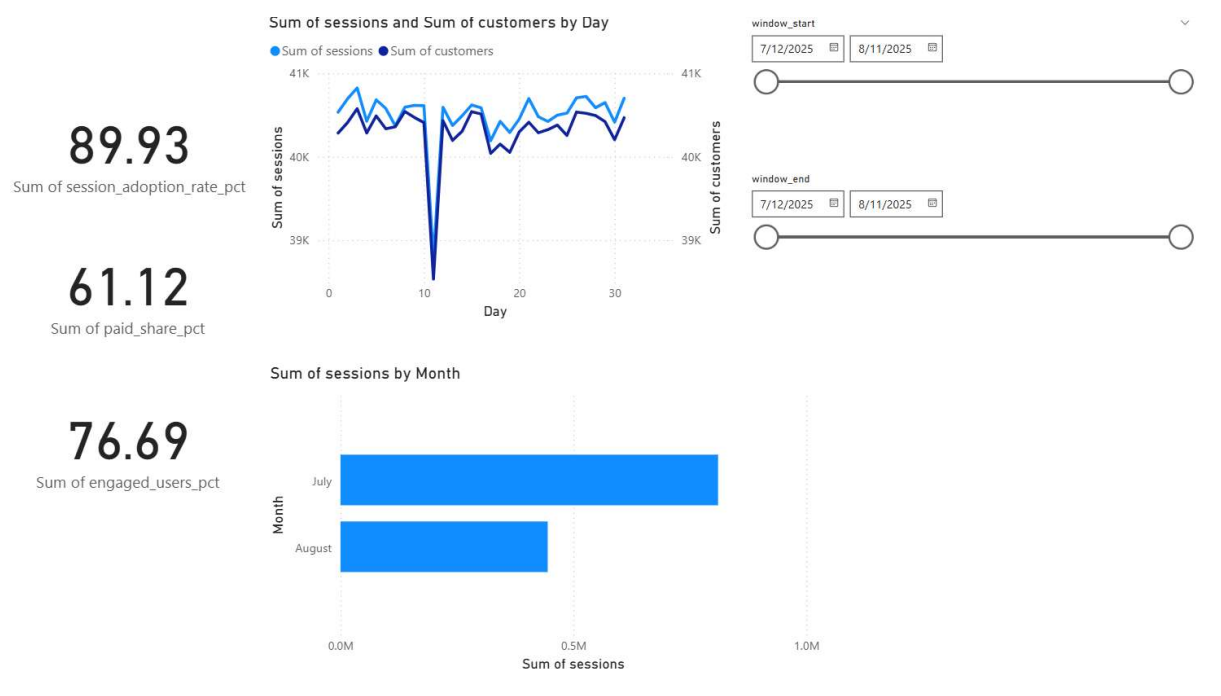 89.93
Sum of session_adoption_rate_pct
61.12
Sum of paid_share_pct
76.69
Sum of engaged_users_pct
Sum of sessions and Sum of customers by Day
Sum of sessions Sum of customers
41K
40K
39K
Sum of sessions
41K
40K
39K
Sum of customers
0 10 20 30
Day
window_start
7/12/2025 8/11/2025
window_end
7/12/2025 8/11/2025
Sum of sessions by Month
Month
July
August
0.0M 0.5M 1.0M
Sum of sessions